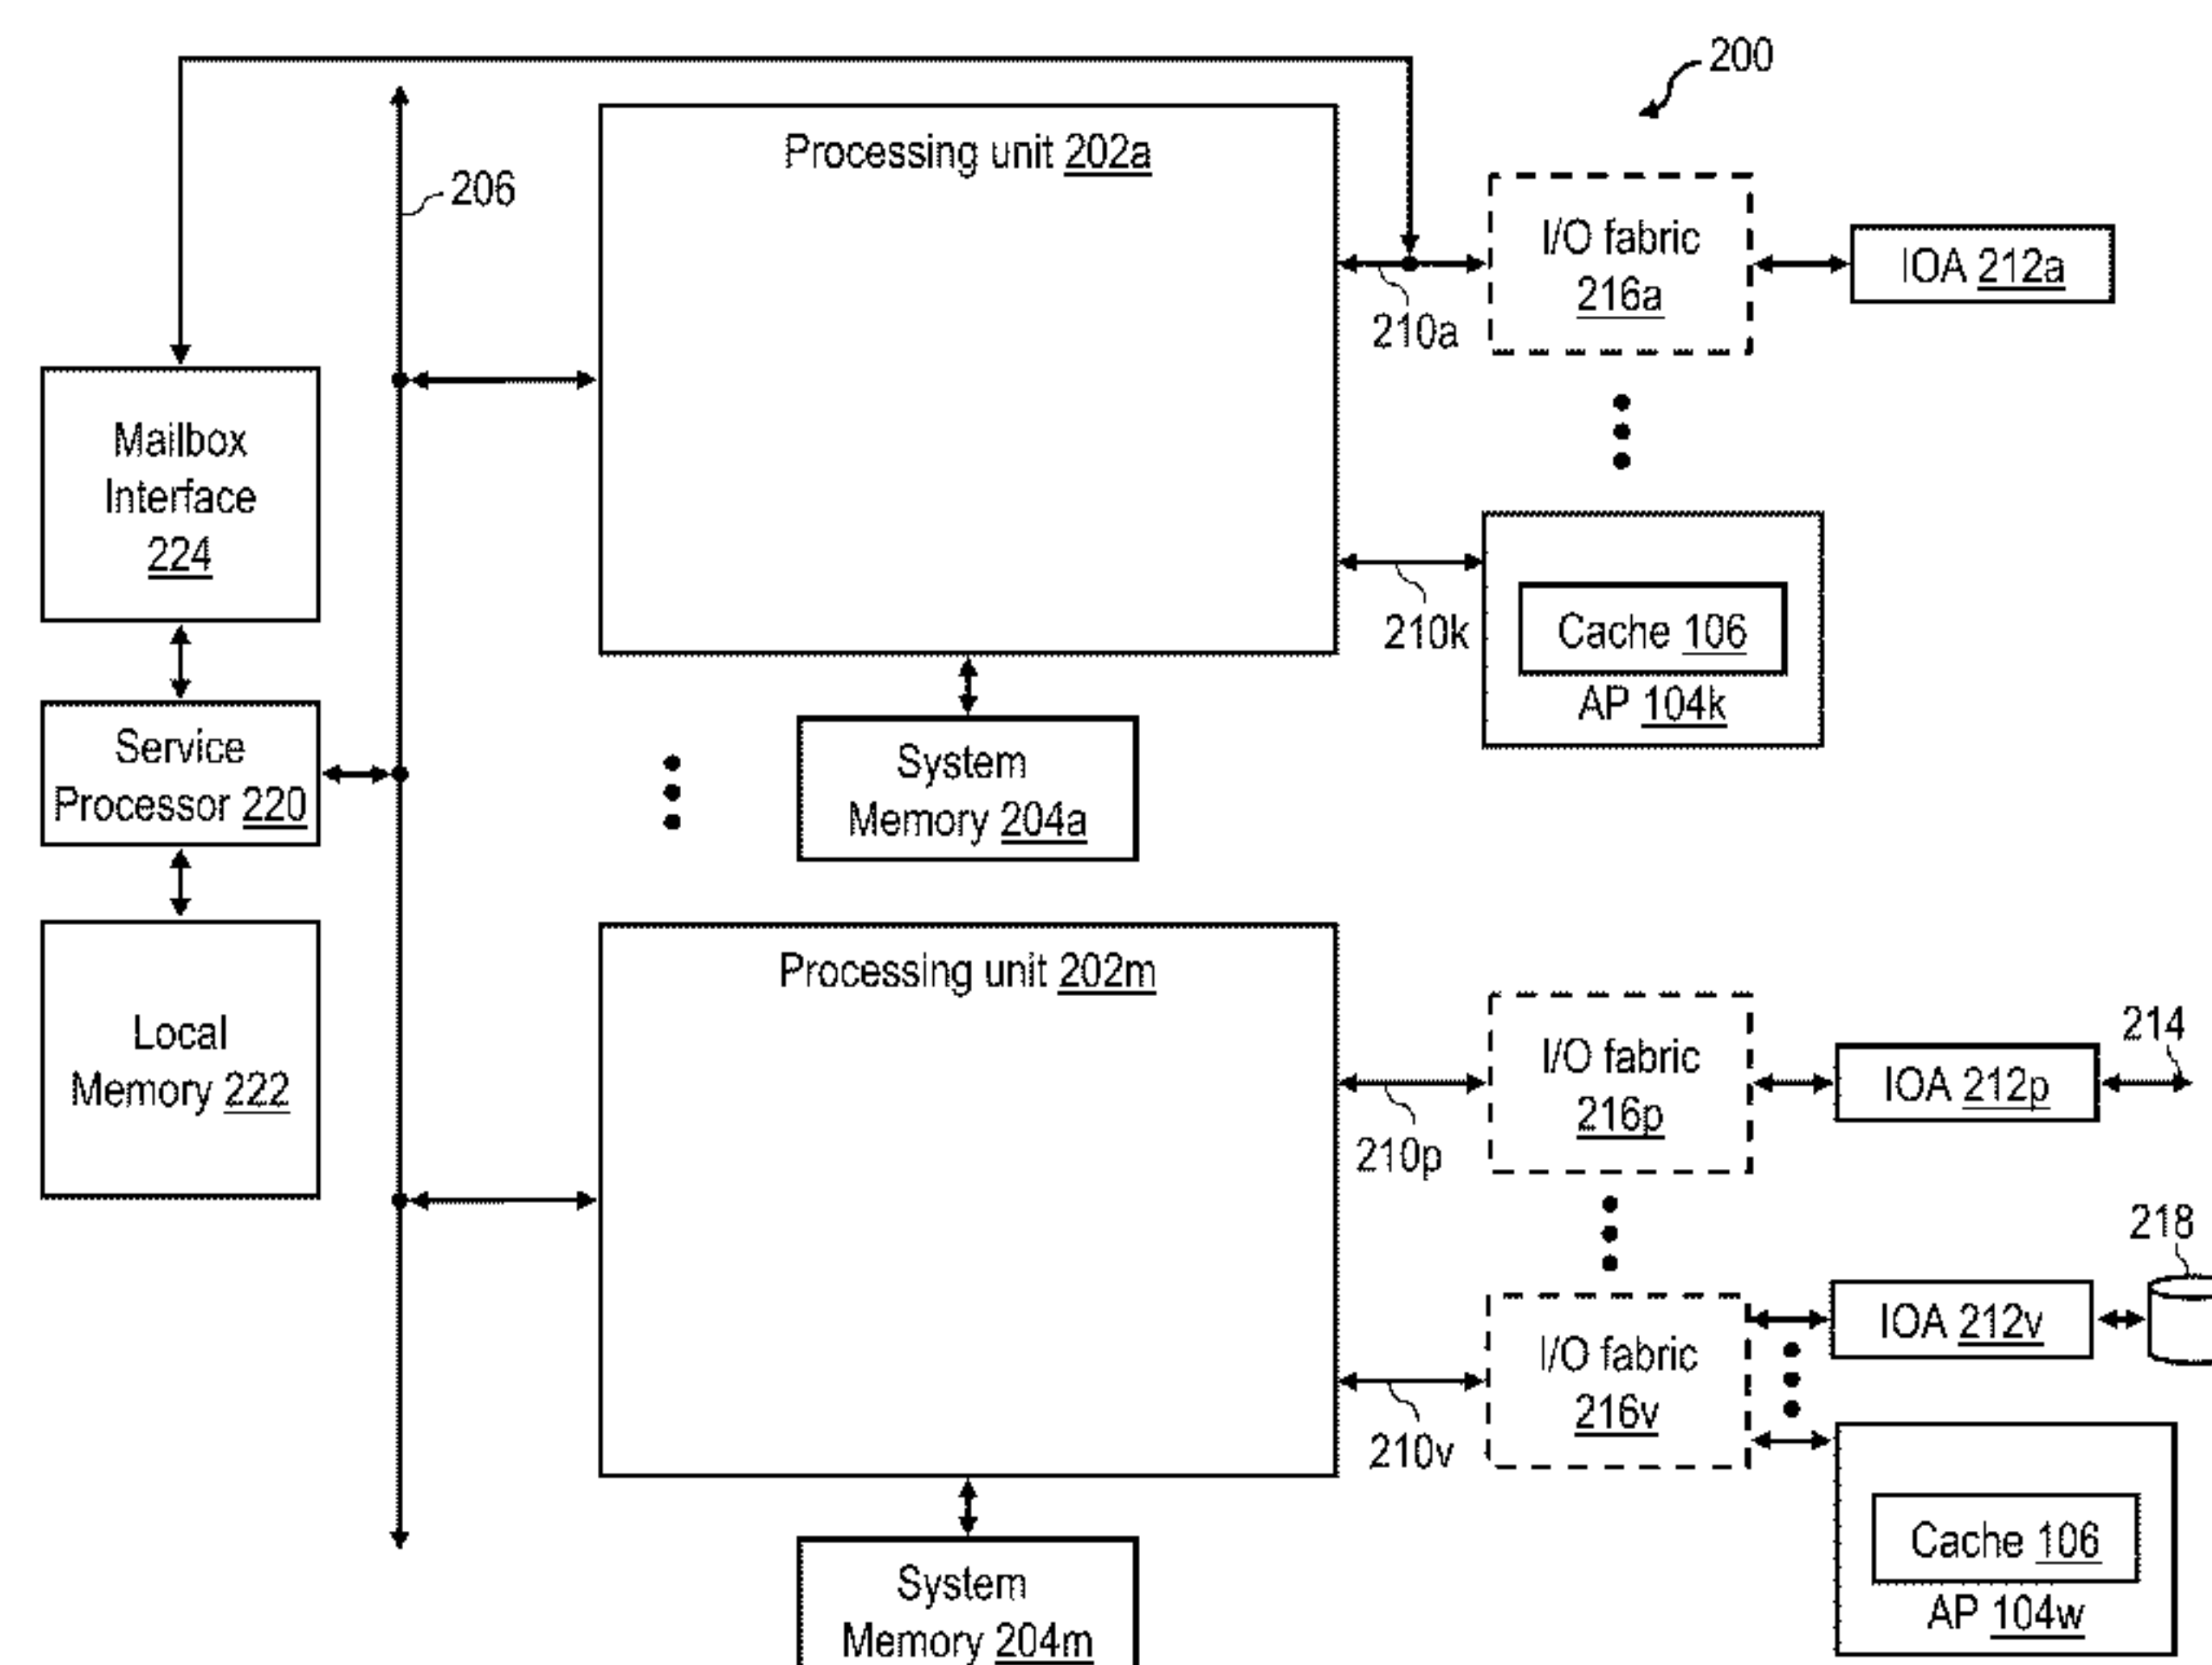 200
Processing unit 202a
206
I/O fabric
216a
IOA 212a
210a
Mailbox
Interface
224
210k
Cache 106
AP 104k
Service
Processor 220
System
Memory 204a
Processing unit 202m
Local
Memory 222
I/O fabric
216p
IOA 212p
214
210p
218
I/O fabric
216v
IOA 212v
210v
Cache 106
AP 104w
System
Memory 204m